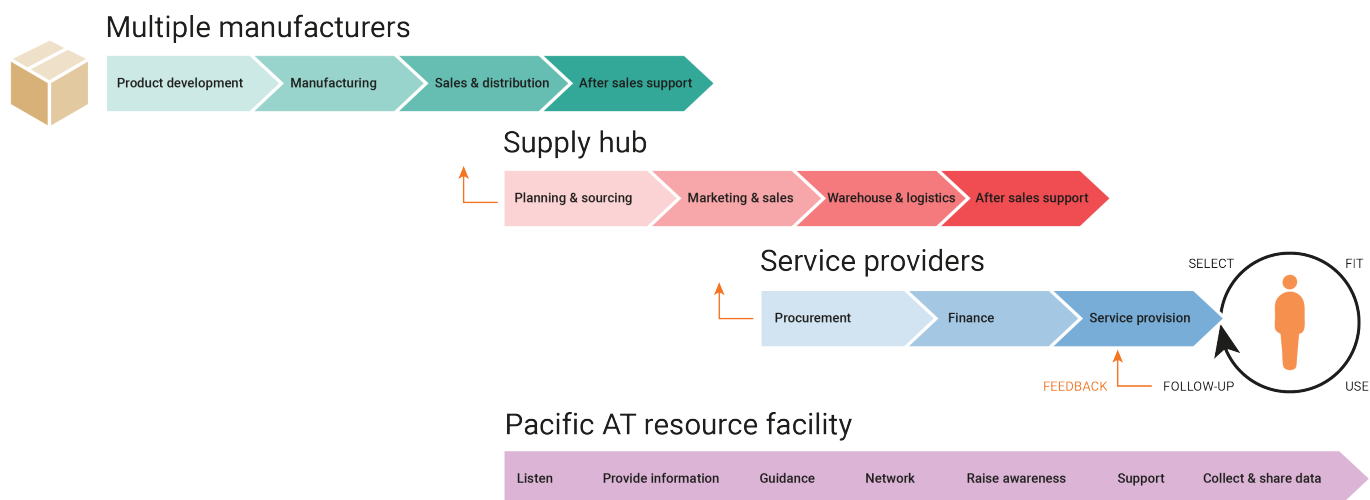 Multiple manufacturers
Product development Manufacturing Sales & distribution After sales support
Supply hub
Planning & sourcing Marketing & sales Warehouse & logistics After sales support
Service providers
SELECT FIT
Procurement Finance Service provision
FEEDBACK FOLLOW-UP USE
Pacific AT resource facility
Listen Provide information Guidance Network Raise awareness Support Collect & share data